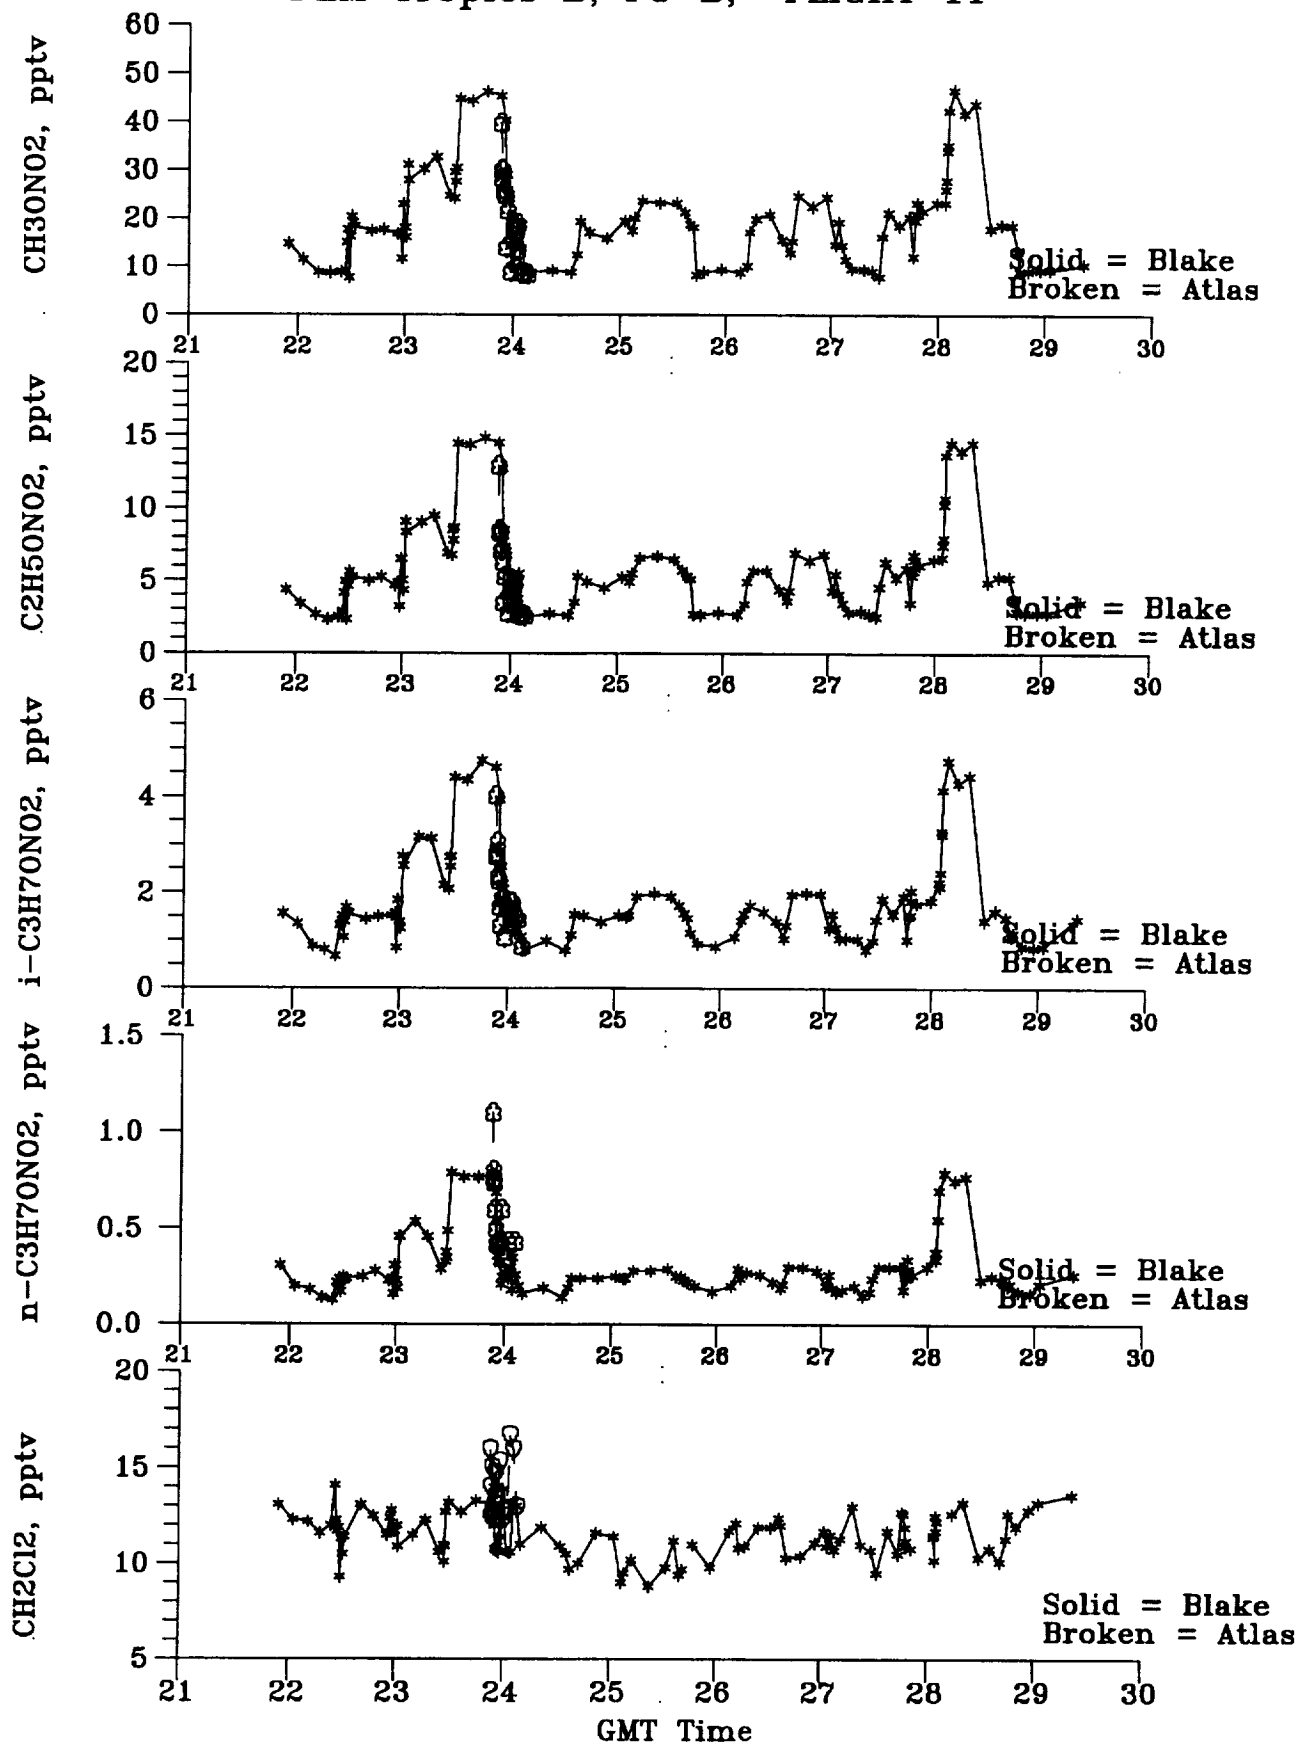 CH3ONO2, pptv
60
50
40
30
20
10
0
21 22 23 24 25 26 27 28 29 30
Solid = Blake
Broken = Atlas
C2H5ONO2, pptv
20
15
10
5
0
21 22 23 24 25 26 27 28 29 30
Solid = Blake
Broken = Atlas
i-C3H7ONO2, pptv
6
4
2
0
21 22 23 24 25 26 27 28 29 30
Solid = Blake
Broken = Atlas
n-C3H7ONO2, pptv
1.5
1.0
0.5
0.0
21 22 23 24 25 26 27 28 29 30
Solid = Blake
Broken = Atlas
CH2Cl2, pptv
20
15
10
5
Solid = Blake
Broken = Atlas
21 22 23 24 25 26 27 28 29 30
GMT Time